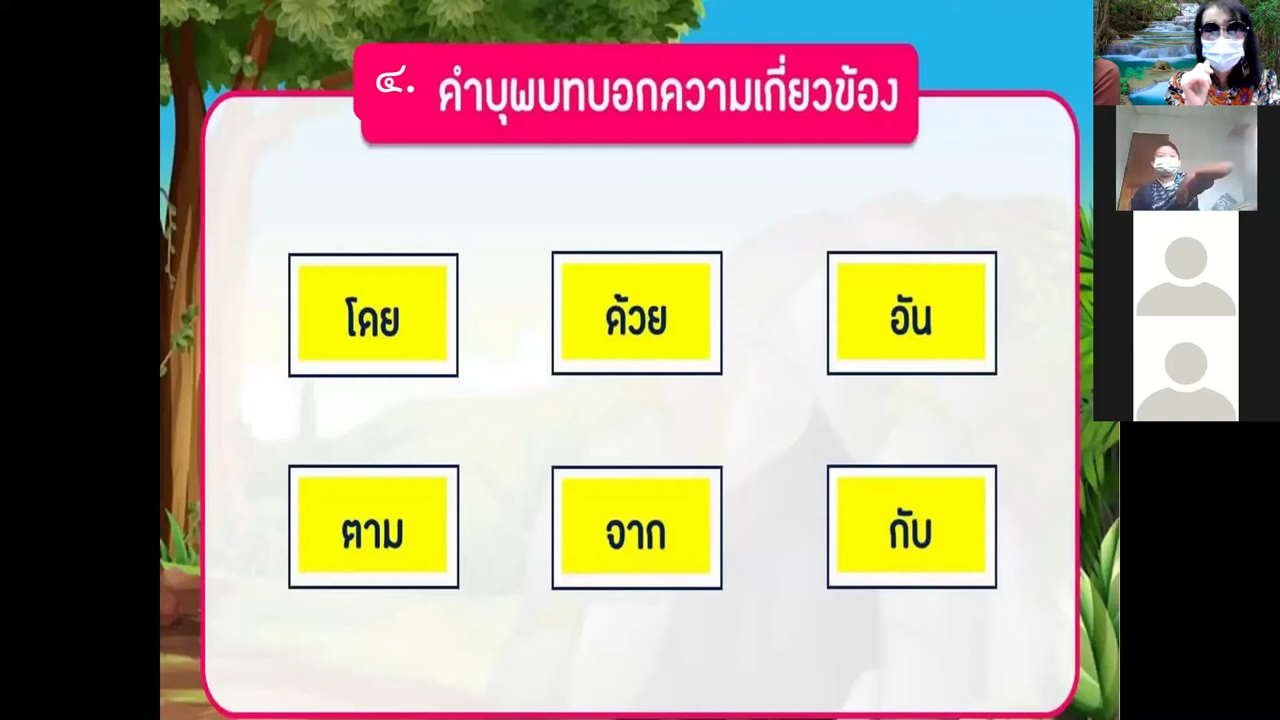 ๔. คำบุพบทบอกความเกี่ยวข้อง
โดย
ด้วย
อัน
ตาม
จาก
กับ